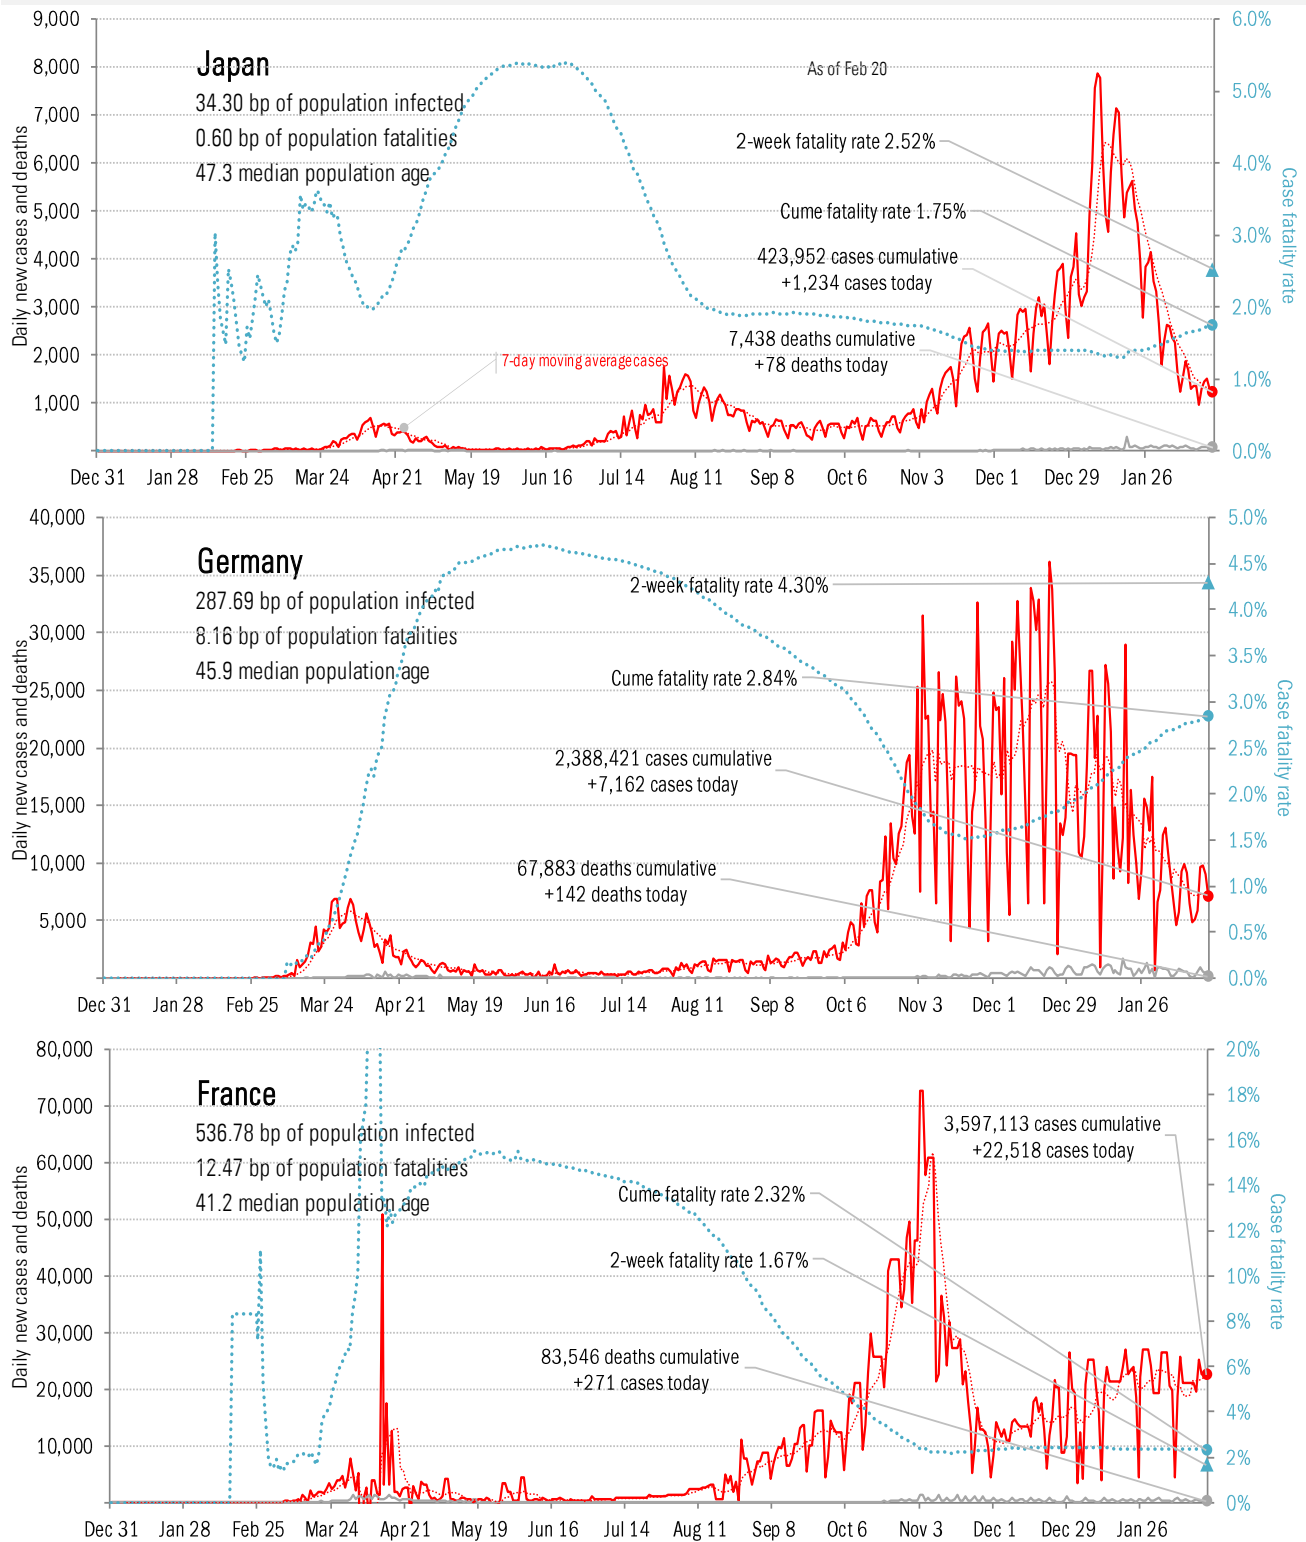 9,000
8,000
7,000
6,000
5,000
4,000
3,000
2,000
1,000
Daily new cases and deaths
6.0%
5.0%
4.0%
3.0%
2.0%
1.0%
0.0%
Case fatality rate
Japan
34.30 bp of population infected
0.60 bp of population fatalities
47.3 median population age
As of Feb 20
2-week fatality rate 2.52%
Cume fatality rate 1.75%
423,952 cases cumulative
+1,234 cases today
7,438 deaths cumulative
+78 deaths today
7-day moving average cases
Dec 31 Jan 28 Feb 25 Mar 24 Apr 21 May 19 Jun 16 Jul 14 Aug 11 Sep 8 Oct 6 Nov 3 Dec 1 Dec 29 Jan 26
40,000
35,000
30,000
25,000
20,000
15,000
10,000
5,000
Daily new cases and deaths
5.0%
4.5%
4.0%
3.5%
3.0%
2.5%
2.0%
1.5%
1.0%
0.5%
0.0%
Case fatality rate
Germany
287.69 bp of population infected
8.16 bp of population fatalities
45.9 median population age
2-week fatality rate 4.30%
Cume fatality rate 2.84%
2,388,421 cases cumulative
+7,162 cases today
67,883 deaths cumulative
+142 deaths today
Dec 31 Jan 28 Feb 25 Mar 24 Apr 21 May 19 Jun 16 Jul 14 Aug 11 Sep 8 Oct 6 Nov 3 Dec 1 Dec 29 Jan 26
80,000
70,000
60,000
50,000
40,000
30,000
20,000
10,000
Daily new cases and deaths
20%
18%
16%
14%
12%
10%
8%
6%
4%
2%
0%
Case fatality rate
France
536.78 bp of population infected
12.47 bp of population fatalities
41.2 median population age
3,597,113 cases cumulative
+22,518 cases today
Cume fatality rate 2.32%
2-week fatality rate 1.67%
83,546 deaths cumulative
+271 cases today
Dec 31 Jan 28 Feb 25 Mar 24 Apr 21 May 19 Jun 16 Jul 14 Aug 11 Sep 8 Oct 6 Nov 3 Dec 1 Dec 29 Jan 26